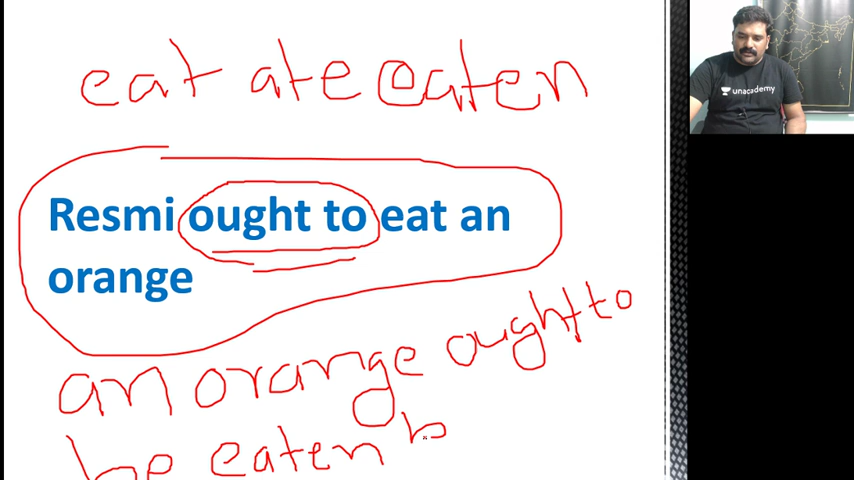 eat ate eaten
unacademy
Resmi ought to eat an
orange
an orange ought to
be eaten b